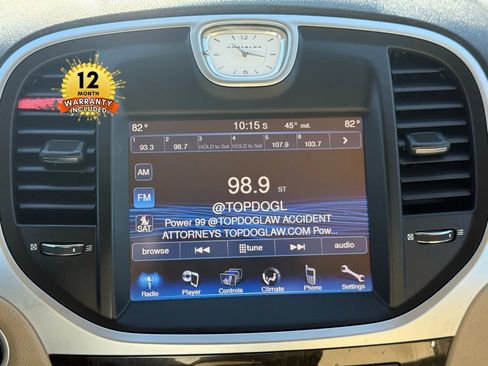 CHRYSLER
12
MONTH
WARRANTY
INCLUDED
82° 10:15 S 45° out. 82°
1 2 3 4 5 6
93.3 98.7 HOLD to Set HOLD to Set 107.9 103.7
AM
FM
SAT
98.9 ST
@TOPDOGL
Power 99 @TOPDOGLAW ACCIDENT
ATTORNEYS TOPDOGLAW.COM Pow...
browse tune audio
Radio Player Controls Climate Phone Settings